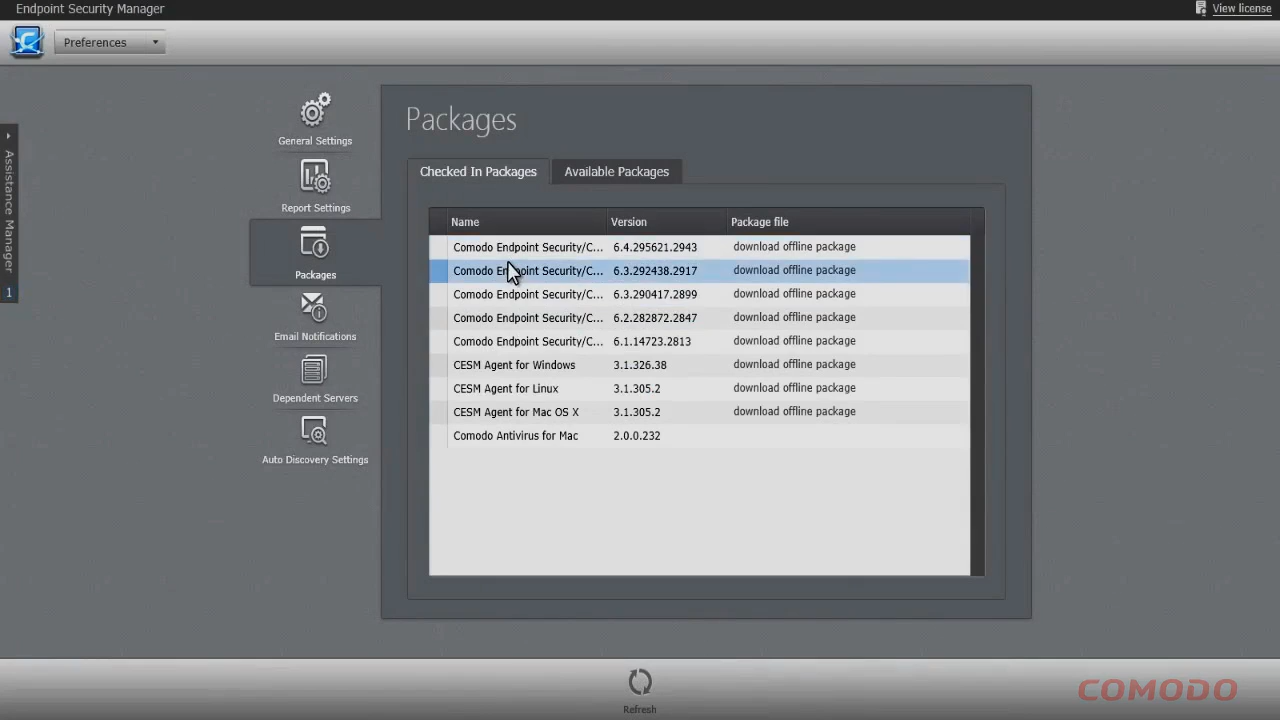 Endpoint Security Manager
View license
Preferences
Assistance Manager
1
General Settings
Report Settings
Packages
Email Notifications
Dependent Servers
Auto Discovery Settings
Packages
Checked In Packages Available Packages
Name Version Package file
Comodo Endpoint Security/C... 6.4.295621.2943 download offline package
Comodo Endpoint Security/C... 6.3.292438.2917 download offline package
Comodo Endpoint Security/C... 6.3.290417.2899 download offline package
Comodo Endpoint Security/C... 6.2.282872.2847 download offline package
Comodo Endpoint Security/C... 6.1.14723.2813 download offline package
CESM Agent for Windows 3.1.326.38 download offline package
CESM Agent for Linux 3.1.305.2 download offline package
CESM Agent for Mac OS X 3.1.305.2 download offline package
Comodo Antivirus for Mac 2.0.0.232
Refresh
COMODO